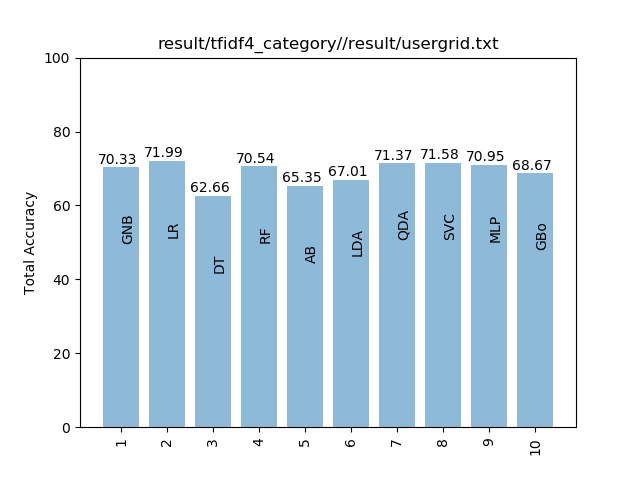 result/tfidf4_category//result/usergrid.txt
Total Accuracy
100
80
60
40
20
0
70.33
71.99
62.66
70.54
65.35
67.01
71.37
71.58
70.95
68.67
GNB
LR
DT
RF
AB
LDA
QDA
SVC
MLP
GBo
1
2
3
4
5
6
7
8
9
10